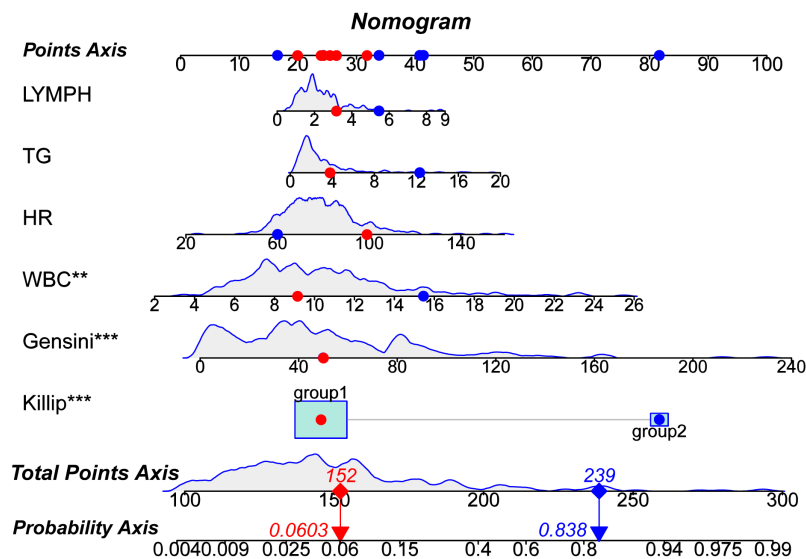 Nomogram
Points Axis
0 10 20 30 40 50 60 70 80 90 100
LYMPH
0 2 4 6 8 9
TG
0 4 8 12 16 20
HR
20 60 100 140
WBC**
2 4 6 8 10 12 14 16 18 20 22 24 26
Gensini***
0 40 80 120 160 200 240
Killip***
group1
group2
Total Points Axis
152 239
100 150 200 250 300
Probability Axis
0.0603 0.838
0.004 0.009 0.025 0.06 0.15 0.4 0.6 0.8 0.94 0.975 0.99